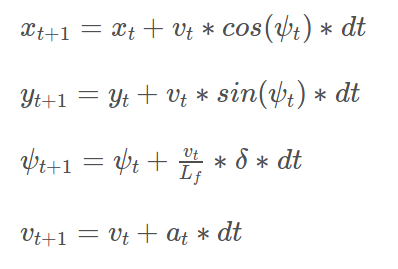 x_{t+1} = x_t + v_t * cos(ψ_t) * dt
y_{t+1} = y_t + v_t * sin(ψ_t) * dt
ψ_{t+1} = ψ_t + \frac{v_t}{L_f} * δ * dt
v_{t+1} = v_t + a_t * dt